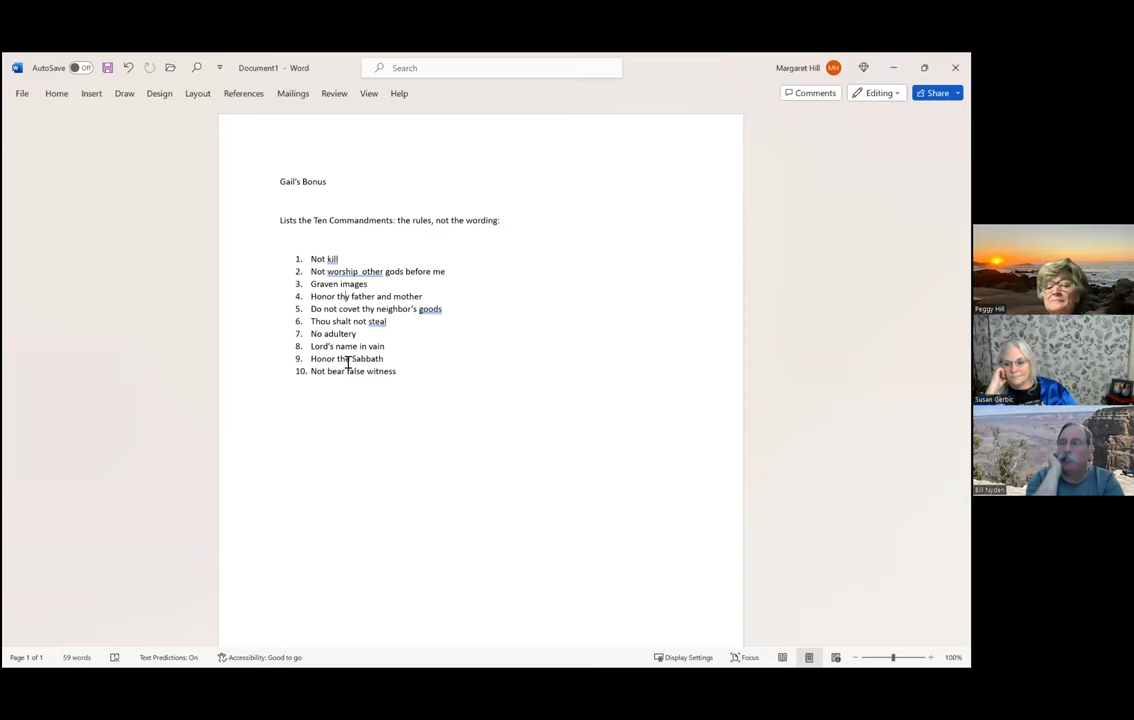 AutoSave Off Document1 - Word Search Margaret Hill MH
File Home Insert Draw Design Layout References Mailings Review View Help Comments Editing Share
Gail's Bonus
Lists the Ten Commandments: the rules, not the wording:
1. Not kill
2. Not worship other gods before me
3. Graven images
4. Honor thy father and mother
5. Do not covet thy neighbor's goods
6. Thou shalt not steal
7. No adultery
8. Lord's name in vain
9. Honor the Sabbath
10. Not bear false witness
Peggy Hill
Susan Gerbic
Bill Nyden
Page 1 of 1 59 words Text Predictions: On Accessibility: Good to go Display Settings Focus 100%